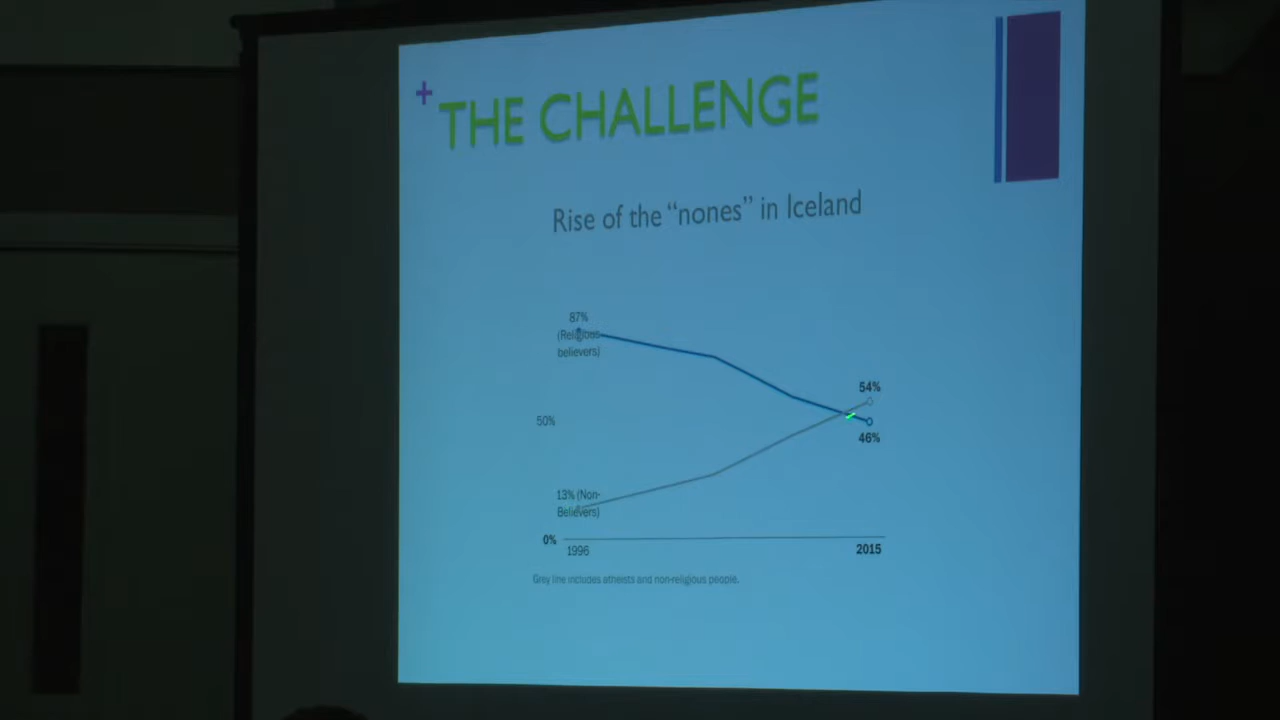 +
THE CHALLENGE
Rise of the “nones” in Iceland
87%
(Religious
believers)
54%
50%
46%
13% (Non-
Believers)
0%
1996
2015
Grey line includes atheists and non-religious people.